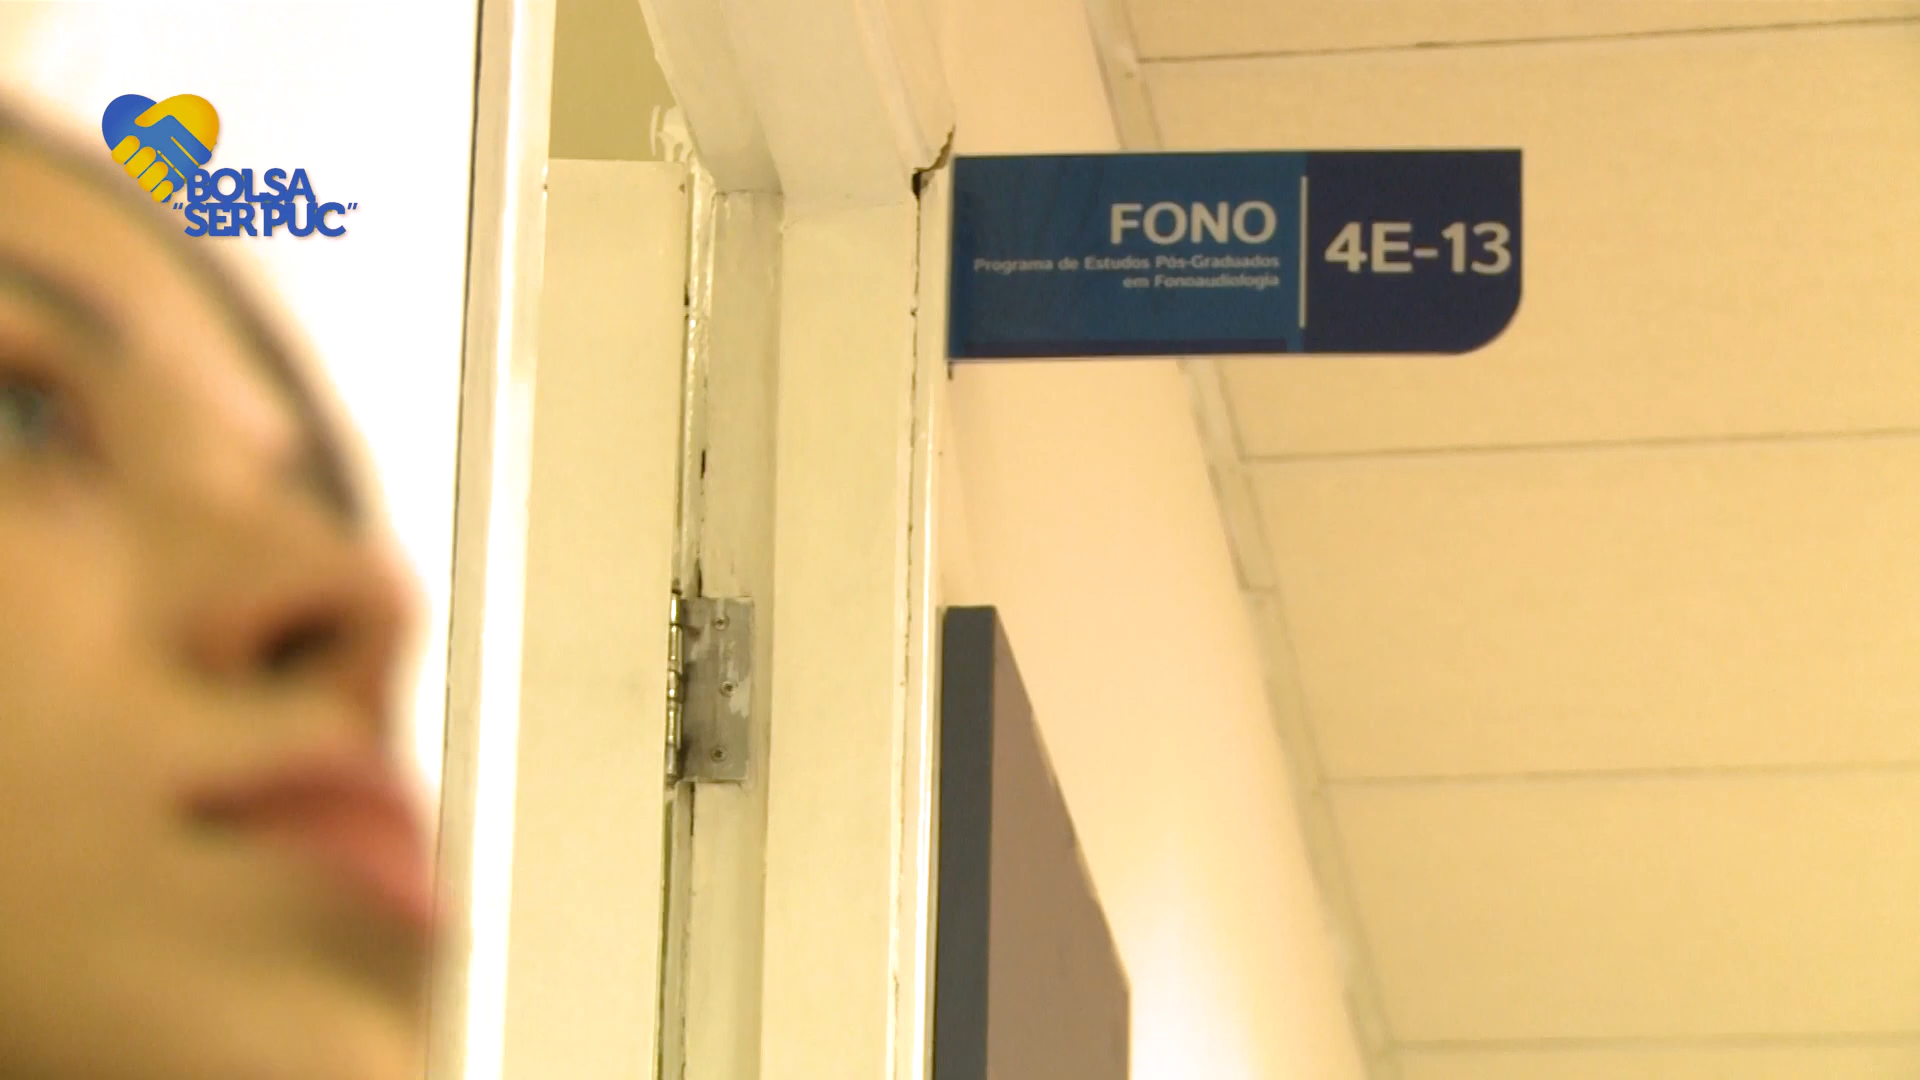 BOLSA
"SER PUC"
FONO
Programa de Estudos Pós-Graduados
em Fonoaudiologia
4E-13